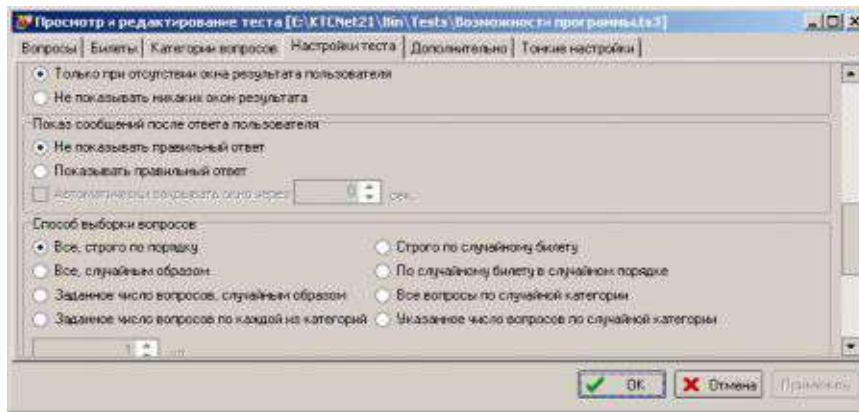 Просмотр и редактирование теста [E:\KTCNet21\Bin\Tests\Возможности программы.ts3]
Вопросы Билеты Категории вопросов Настройки теста Дополнительно Тонкие настройки
Только при отсутствии окна результата пользователя
Не показывать никаких окон результата
Показ сообщений после ответа пользователя
Не показывать правильный ответ
Показывать правильный ответ
Автоматически закрывать окно через 0 сек.
Способ выборки вопросов
Все, строго по порядку Строго по случайному билету
Все, случайным образом По случайному билету в случайном порядке
Заданное число вопросов, случайным образом Все вопросы по случайной категории
Заданное число вопросов по каждой из категорий Указанное число вопросов по случайной категории
1 шт.
OK Отмена Применить